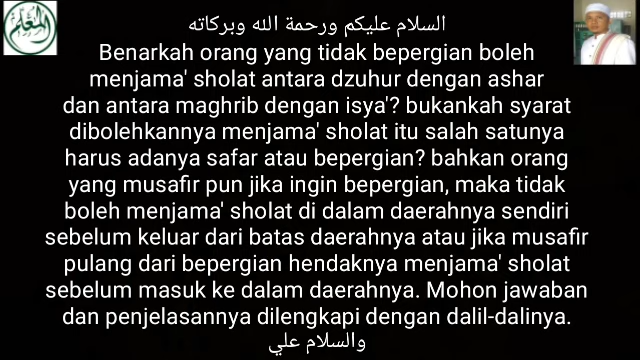 المعلم
السلام عليكم ورحمة الله وبركاته
Benarkah orang yang tidak bepergian boleh
menjama' sholat antara dzuhur dengan ashar
dan antara maghrib dengan isya'? bukankah syarat
dibolehkannya menjama' sholat itu salah satunya
harus adanya safar atau bepergian? bahkan orang
yang musafir pun jika ingin bepergian, maka tidak
boleh menjama' sholat di dalam daerahnya sendiri
sebelum keluar dari batas daerahnya atau jika musafir
pulang dari bepergian hendaknya menjama' sholat
sebelum masuk ke dalam daerahnya. Mohon jawaban
dan penjelasannya dilengkapi dengan dalil-dalinya.
والسلام علي